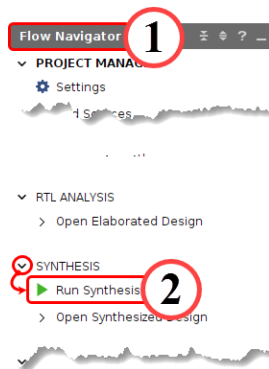 Flow Navigator 1 ? _
PROJECT MANAG
Settings
RTL ANALYSIS
Open Elaborated Design
SYNTHESIS
Run Synthesis 2
Open Synthesized Design